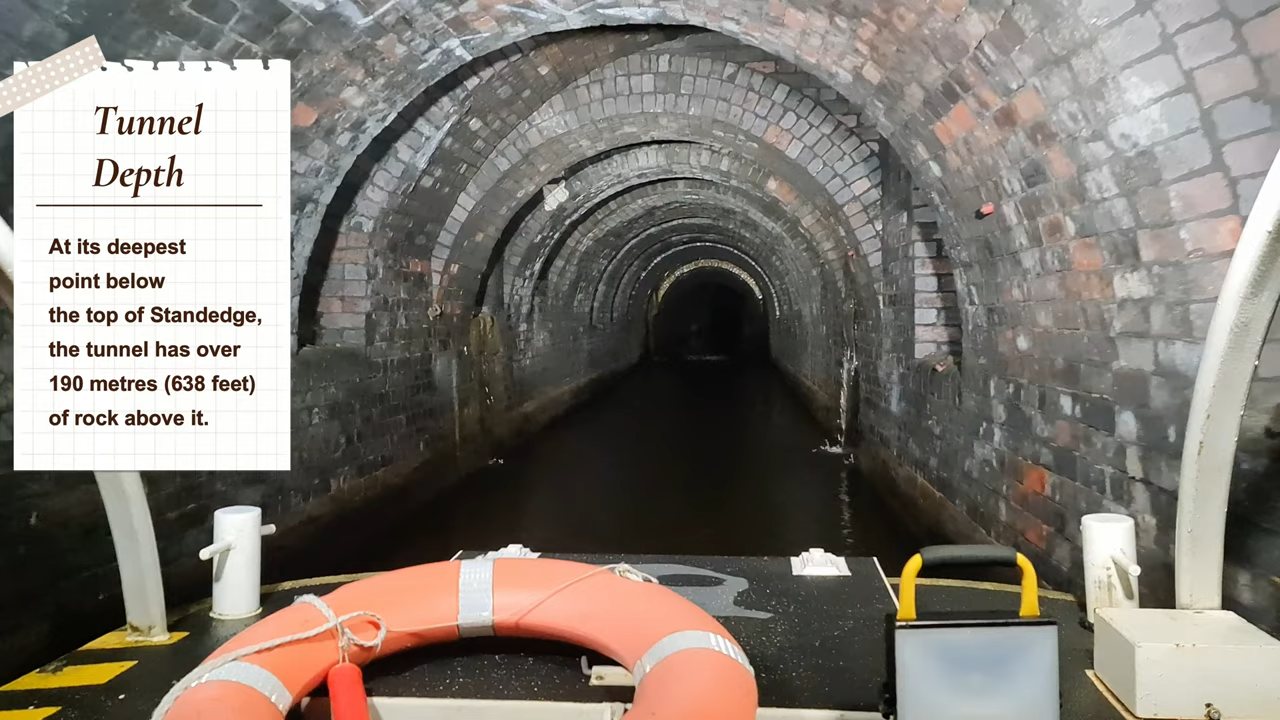 Tunnel
Depth
At its deepest
point below
the top of Standedge,
the tunnel has over
190 metres (638 feet)
of rock above it.